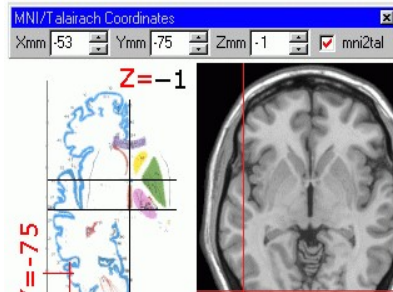 MNI/Talairach Coordinates
Xmm -53 Ymm -75 Zmm -1 mni2tal
Z=-1
=-75